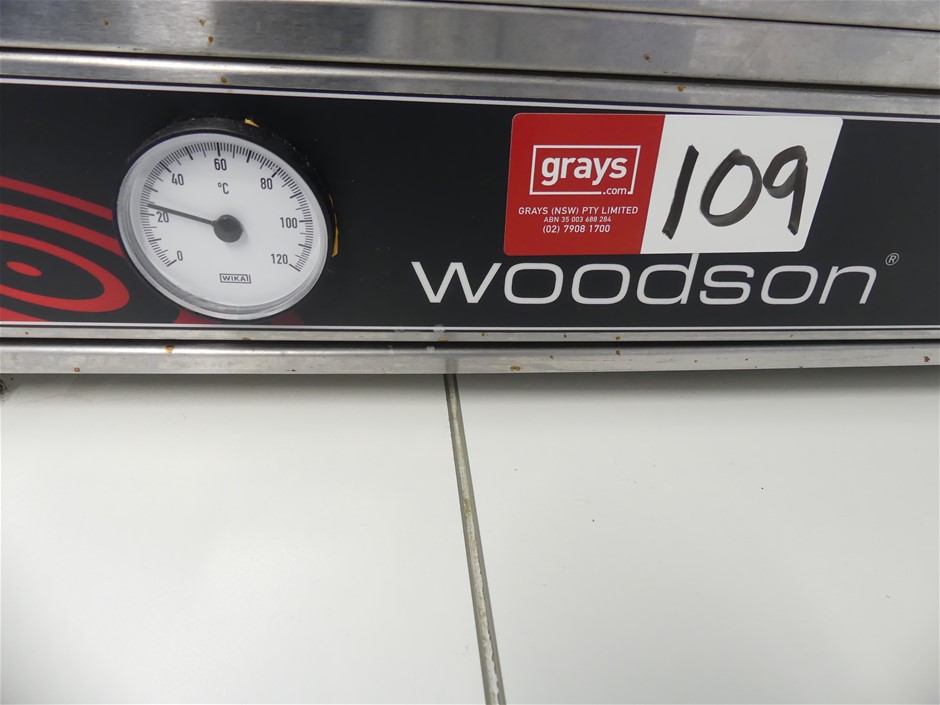 0
20
40
60
80
100
120
°C
WIKA
grays
.com
GRAYS (NSW) PTY LIMITED
ABN 35 003 688 284
(02) 7908 1700
109
woodson®